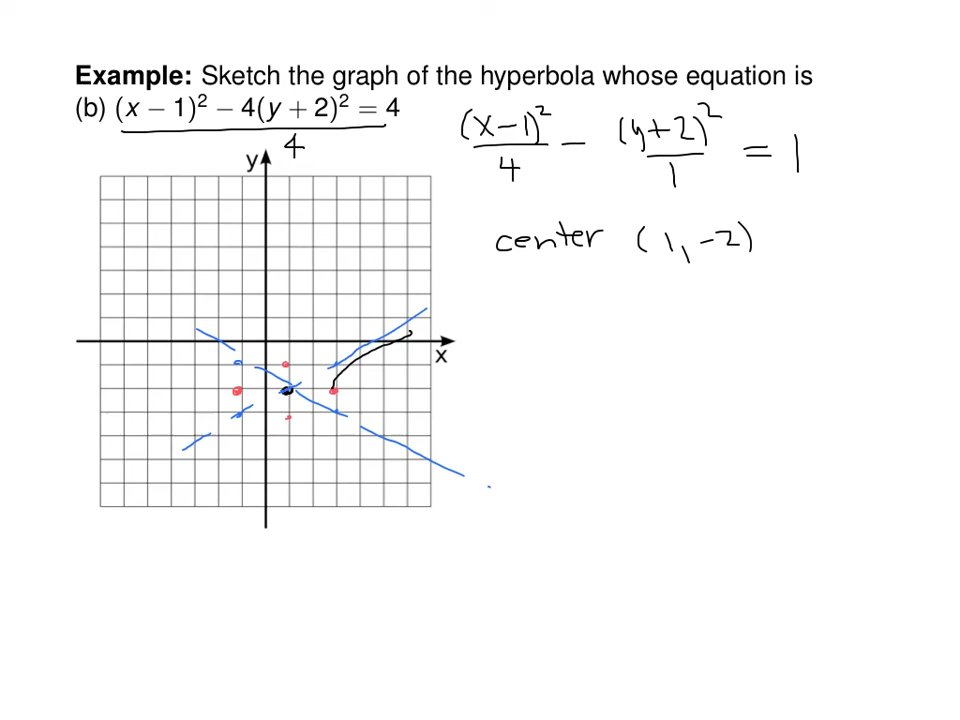 Example: Sketch the graph of the hyperbola whose equation is
(b) (x − 1)² − 4(y + 2)² = 4
4
(x−1)²/4 − (y+2)²/1 = 1
center (1, -2)
y
x